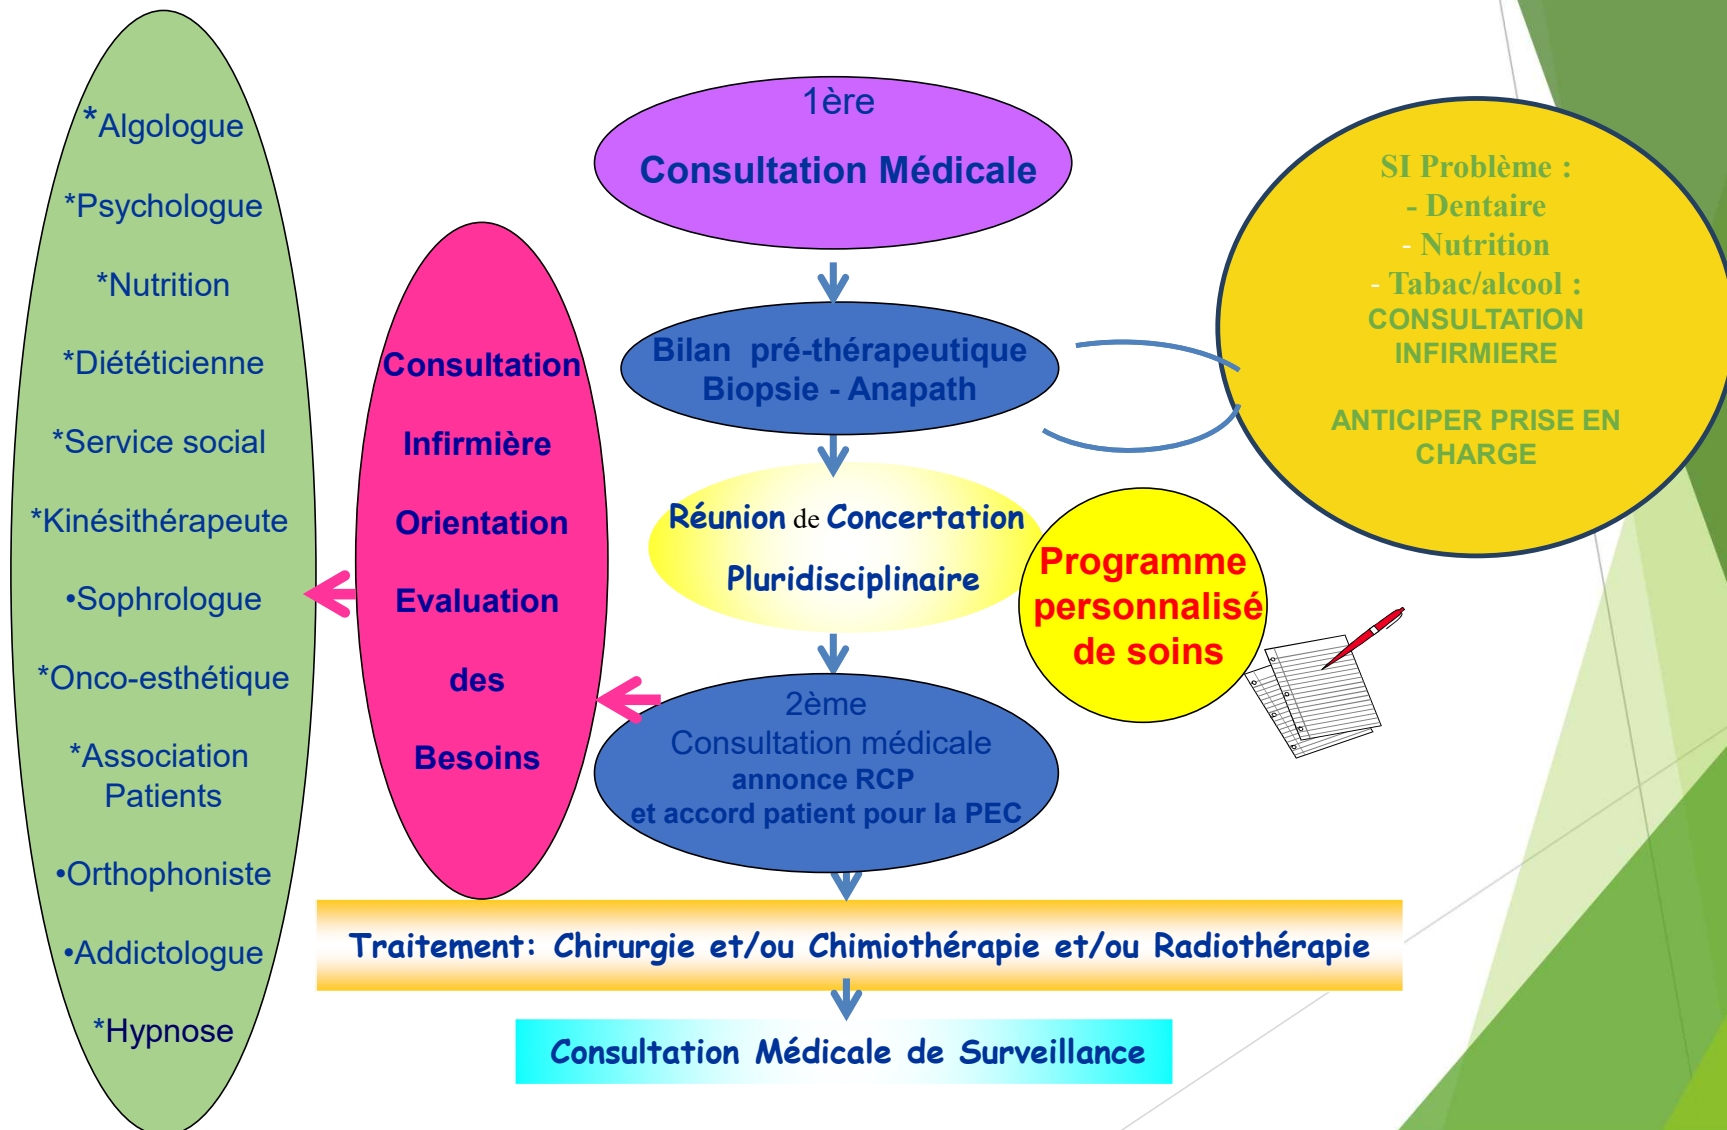 *Algologue
*Psychologue
*Nutrition
*Diététicienne
*Service social
*Kinésithérapeute
•Sophrologue
*Onco-esthétique
*Association
Patients
•Orthophoniste
•Addictologue
*Hypnose
Consultation
Infirmière
Orientation
Evaluation
des
Besoins
1ère
Consultation Médicale
Bilan pré-thérapeutique
Biopsie - Anapath
Réunion de Concertation
Pluridisciplinaire
Programme
personnalisé
de soins
2ème
Consultation médicale
annonce RCP
et accord patient pour la PEC
SI Problème :
- Dentaire
- Nutrition
- Tabac/alcool :
CONSULTATION
INFIRMIERE
ANTICIPER PRISE EN
CHARGE
Traitement: Chirurgie et/ou Chimiothérapie et/ou Radiothérapie
Consultation Médicale de Surveillance